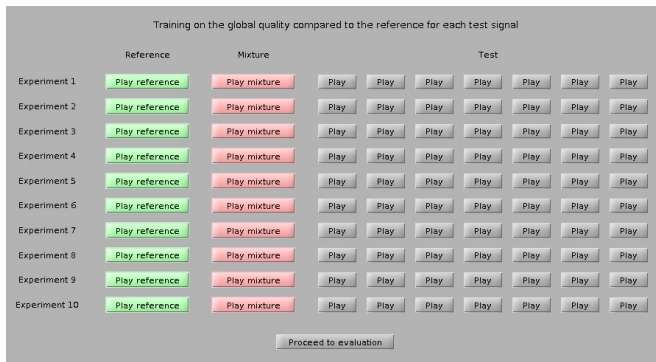 Training on the global quality compared to the reference for each test signal
Reference Mixture Test
Experiment 1 Play reference Play mixture Play Play Play Play Play Play Play
Experiment 2 Play reference Play mixture Play Play Play Play Play Play Play
Experiment 3 Play reference Play mixture Play Play Play Play Play Play Play
Experiment 4 Play reference Play mixture Play Play Play Play Play Play Play
Experiment 5 Play reference Play mixture Play Play Play Play Play Play Play
Experiment 6 Play reference Play mixture Play Play Play Play Play Play Play
Experiment 7 Play reference Play mixture Play Play Play Play Play Play Play
Experiment 8 Play reference Play mixture Play Play Play Play Play Play Play
Experiment 9 Play reference Play mixture Play Play Play Play Play Play Play
Experiment 10 Play reference Play mixture Play Play Play Play Play Play Play
Proceed to evaluation